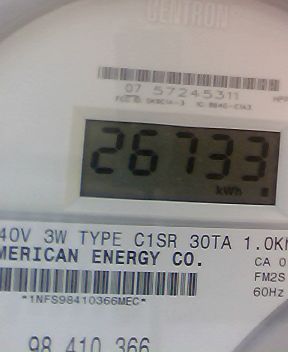 CENTRON
07 57245311
26733
kWh
40V 3W TYPE C1SR 30TA 1.0K
MERICAN ENERGY CO.
CA 0
FM2S
60Hz
*1NFS98410366MEC*
98 410 366